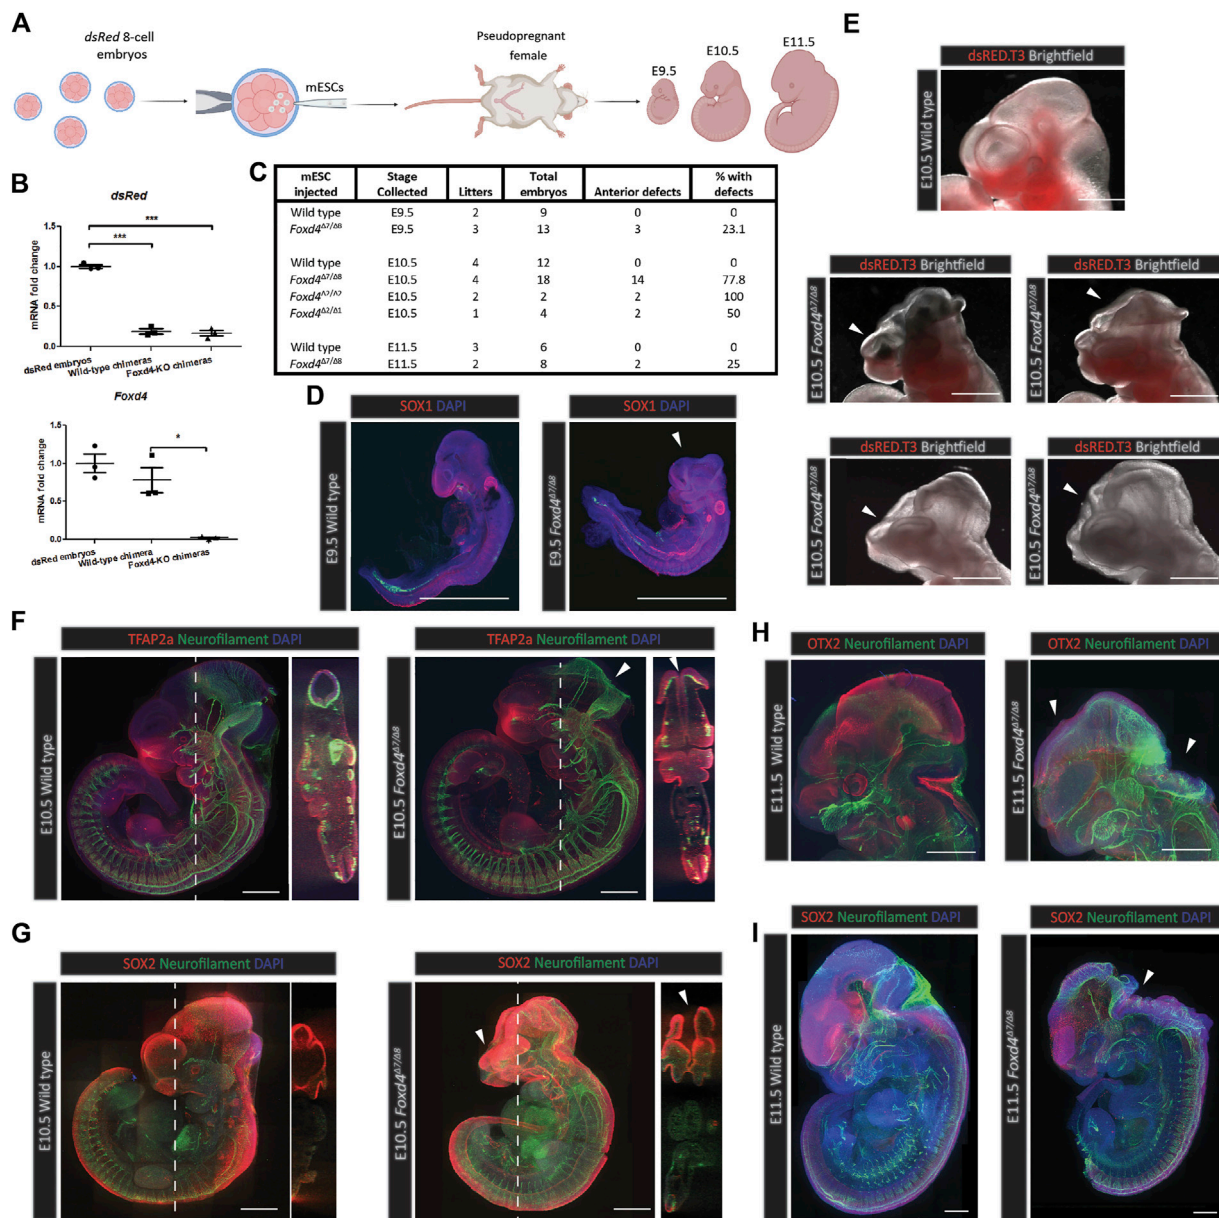 A
dsRed 8-cell
embryos
mESCs
Pseudopregnant
female
E9.5
E10.5
E11.5
B
dsRed
***
***
mRNA fold change
1.5
1.0
0.5
0.0
dsRed embryos
Wild-type chimeras
Foxd4-KO chimeras
Foxd4
*
mRNA fold change
1.5
1.0
0.5
0.0
dsRed embryos
Wild-type chimera
Foxd4-KO chimeras
C
mESC injected Stage Collected Litters Total embryos Anterior defects % with defects
Wild type E9.5 2 9 0 0
Foxd4Δ7/Δ8 E9.5 3 13 3 23.1
Wild type E10.5 4 12 0 0
Foxd4Δ7/Δ8 E10.5 4 18 14 77.8
Foxd4Δ2/Δ2 E10.5 2 2 2 100
Foxd4Δ2/Δ1 E10.5 1 4 2 50
Wild type E11.5 3 6 0 0
Foxd4Δ7/Δ8 E11.5 2 8 2 25
D
SOX1 DAPI
E9.5 Wild type
SOX1 DAPI
E9.5 Foxd4Δ7/Δ8
E
dsRED.T3 Brightfield
E10.5 Wild type
dsRED.T3 Brightfield
E10.5 Foxd4Δ7/Δ8
dsRED.T3 Brightfield
E10.5 Foxd4Δ7/Δ8
dsRED.T3 Brightfield
E10.5 Foxd4Δ7/Δ8
dsRED.T3 Brightfield
E10.5 Foxd4Δ7/Δ8
F
TFAP2a Neurofilament DAPI
E10.5 Wild type
TFAP2a Neurofilament DAPI
E10.5 Foxd4Δ7/Δ8
G
SOX2 Neurofilament DAPI
E10.5 Wild type
SOX2 Neurofilament DAPI
E10.5 Foxd4Δ7/Δ8
H
OTX2 Neurofilament DAPI
E11.5 Wild type
OTX2 Neurofilament DAPI
E11.5 Foxd4Δ7/Δ8
I
SOX2 Neurofilament DAPI
E11.5 Wild type
SOX2 Neurofilament DAPI
E11.5 Foxd4Δ7/Δ8